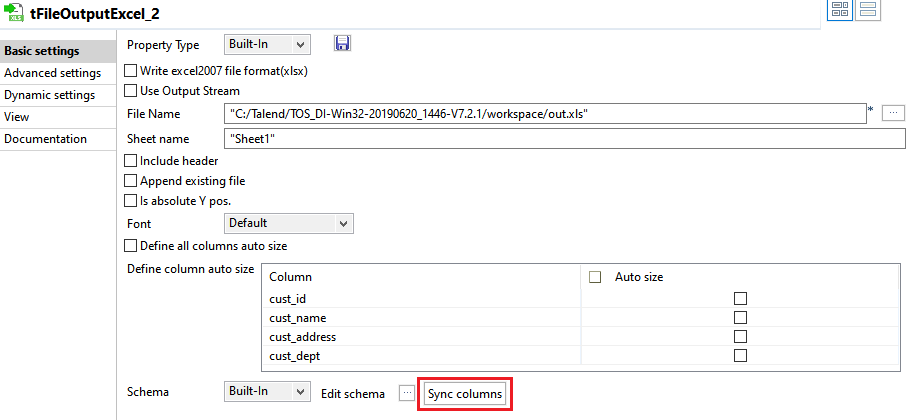 tFileOutputExcel_2
Basic settings
Advanced settings
Dynamic settings
View
Documentation
Property Type Built-In
Write excel2007 file format(xlsx)
Use Output Stream
File Name "C:/Talend/TOS_DI-Win32-20190620_1446-V7.2.1/workspace/out.xls" * ...
Sheet name "Sheet1"
Include header
Append existing file
Is absolute Y pos.
Font Default
Define all columns auto size
Define column auto size Column Auto size
cust_id
cust_name
cust_address
cust_dept
Schema Built-In Edit schema ... Sync columns